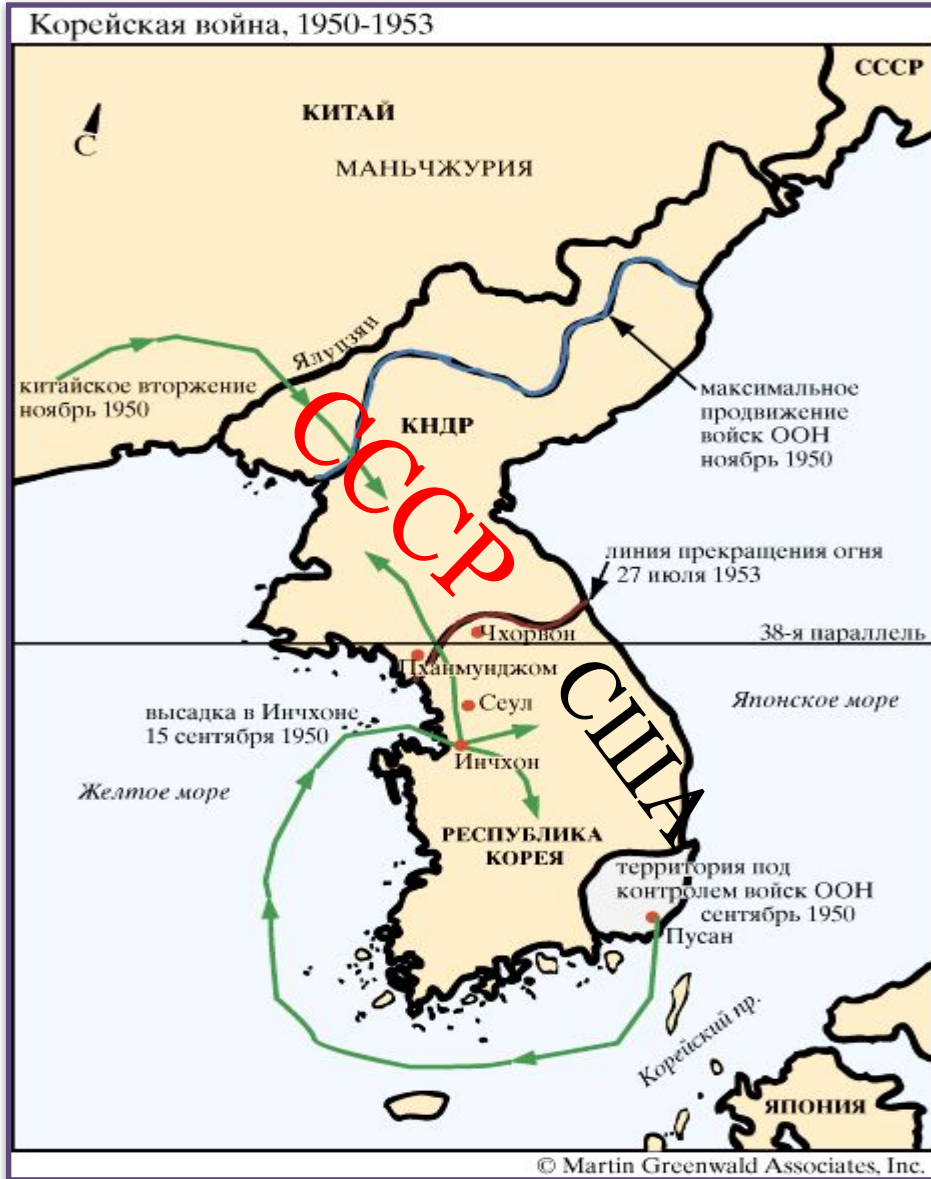 Корейская война, 1950-1953
СССР
КИТАЙ
С
МАНЬЧЖУРИЯ
Ялуцзян
китайское вторжение
ноябрь 1950
максимальное
продвижение
войск ООН
ноябрь 1950
КНДР
СССР
линия прекращения огня
27 июля 1953
Чхорвон
38-я параллель
Пханмунджом
США
Сеул
Японское море
высадка в Инчхоне
15 сентября 1950
Инчхон
Желтое море
РЕСПУБЛИКА
КОРЕЯ
территория под
контролем войск ООН
сентябрь 1950
Пусан
Корейский пр.
ЯПОНИЯ
© Martin Greenwald Associates, Inc.